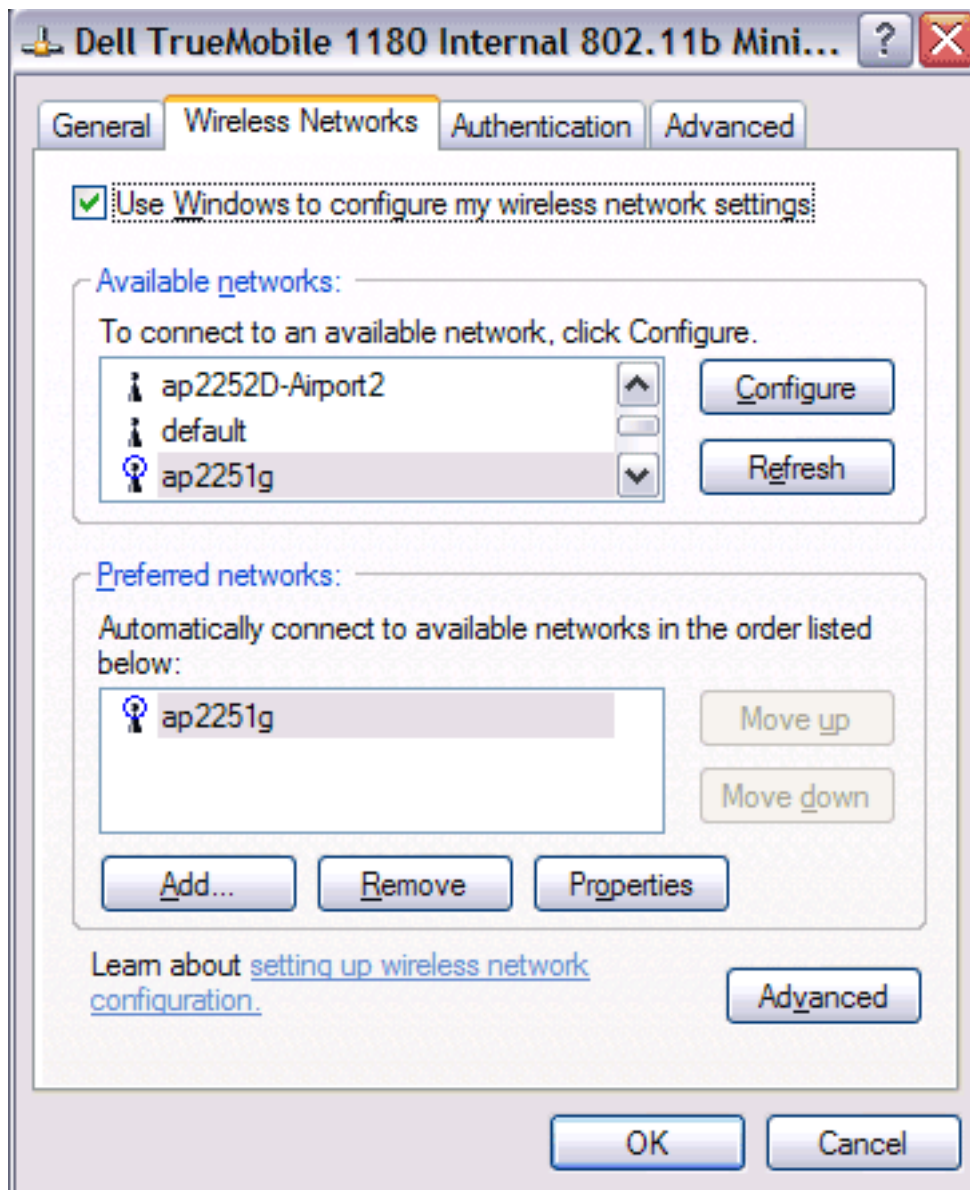 Dell TrueMobile 1180 Internal 802.11b Mini...
General Wireless Networks Authentication Advanced
Use Windows to configure my wireless network settings
Available networks:
To connect to an available network, click Configure.
ap2252D-Airport2
default
ap2251g
Configure
Refresh
Preferred networks:
Automatically connect to available networks in the order listed
below:
ap2251g
Move up
Move down
Add... Remove Properties
Learn about setting up wireless network
configuration.
Advanced
OK Cancel